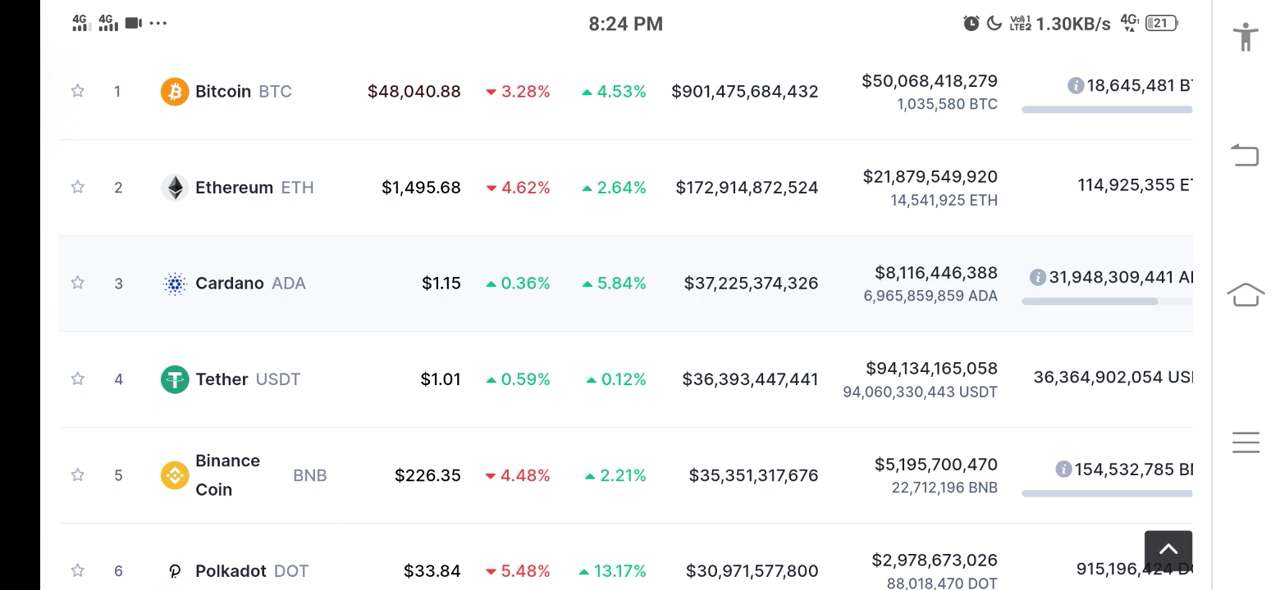 4G 4G ... 8:24 PM VoLTE1 LTE2 1.30KB/s 4G 21
1 Bitcoin BTC $48,040.88 3.28% 4.53% $901,475,684,432 $50,068,418,279 18,645,481
1,035,580 BTC
2 Ethereum ETH $1,495.68 4.62% 2.64% $172,914,872,524 $21,879,549,920 114,925,355
14,541,925 ETH
3 Cardano ADA $1.15 0.36% 5.84% $37,225,374,326 $8,116,446,388 31,948,309,441
6,965,859,859 ADA
4 Tether USDT $1.01 0.59% 0.12% $36,393,447,441 $94,134,165,058 36,364,902,054
94,060,330,443 USDT
5 Binance Coin BNB $226.35 4.48% 2.21% $35,351,317,676 $5,195,700,470 154,532,785
22,712,196 BNB
6 Polkadot DOT $33.84 5.48% 13.17% $30,971,577,800 $2,978,673,026 915,196,424
88,018,470 DOT